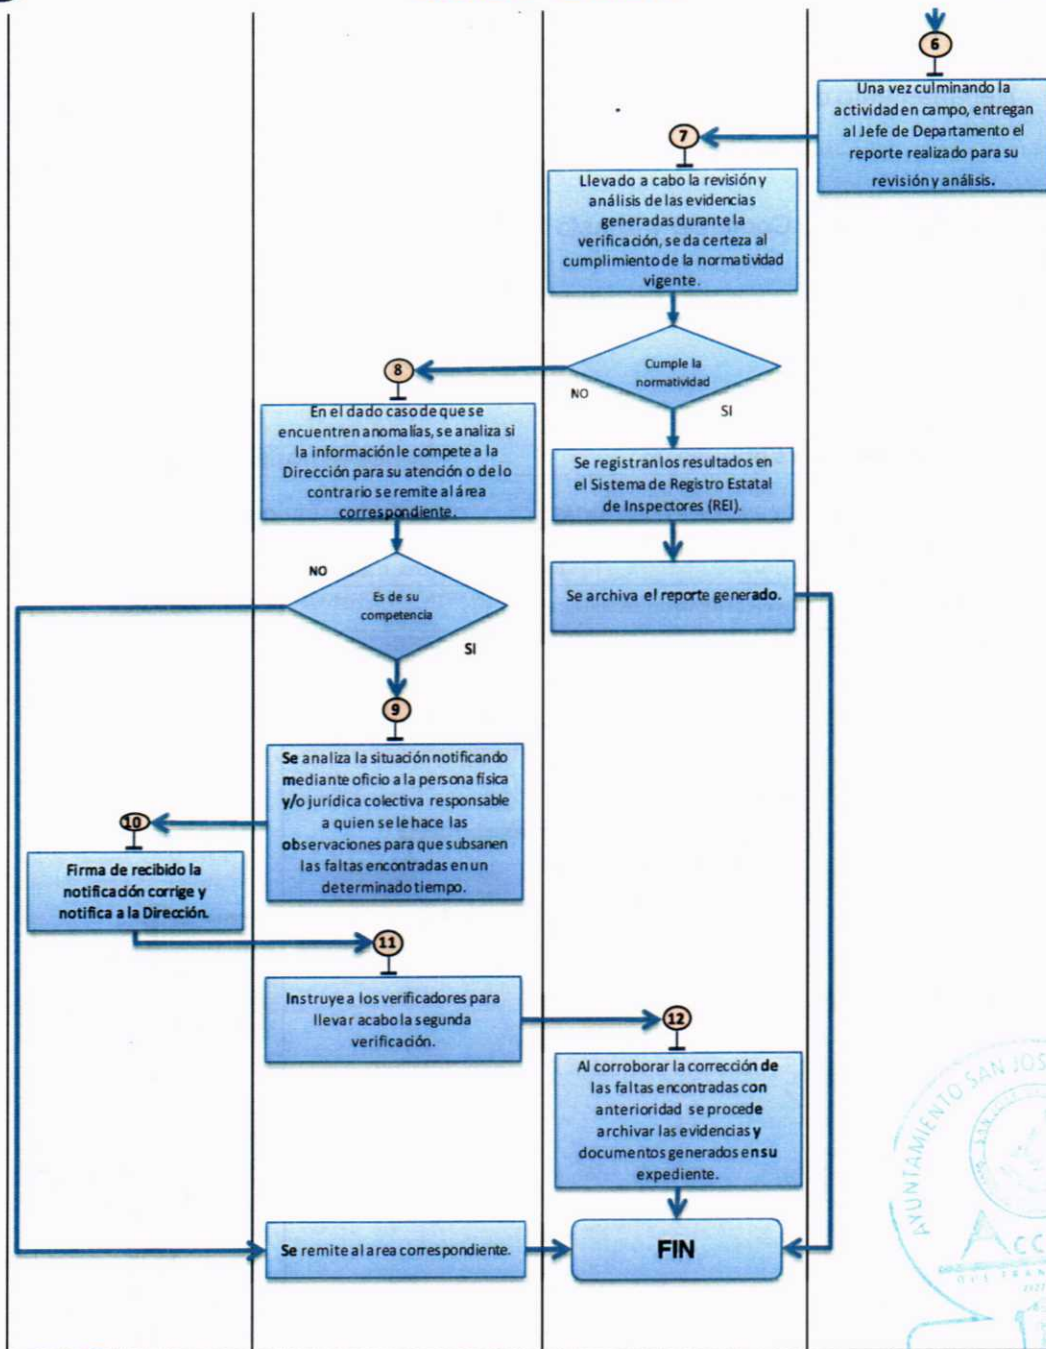 6
Una vez culminando la
actividad en campo, entregan
al Jefe de Departamento el
reporte realizado para su
revisión y análisis.
7
Llevado a cabo la revisión y
análisis de las evidencias
generadas durante la
verificación, se da certeza al
cumplimiento de la normatividad
vigente.
Cumple la
normatividad
NO
SI
8
En el dado caso de que se
encuentren anomalías, se analiza si
la información le compete a la
Dirección para su atención o de lo
contrario se remite al área
correspondiente.
Se registran los resultados en
el Sistema de Registro Estatal
de Inspectores (REI).
Se archiva el reporte generado.
NO
Es de su
competencia
SI
9
Se analiza la situación notificando
mediante oficio a la persona física
y/o jurídica colectiva responsable
a quien se le hace las
observaciones para que subsanen
las faltas encontradas en un
determinado tiempo.
10
Firma de recibido la
notificación corrige y
notifica a la Dirección.
11
Instruye a los verificadores para
llevar acabo la segunda
verificación.
12
Al corroborar la corrección de
las faltas encontradas con
anterioridad se procede
archivar las evidencias y
documentos generados en su
expediente.
Se remite al area correspondiente.
FIN
AYUNTAMIENTO SAN JOS